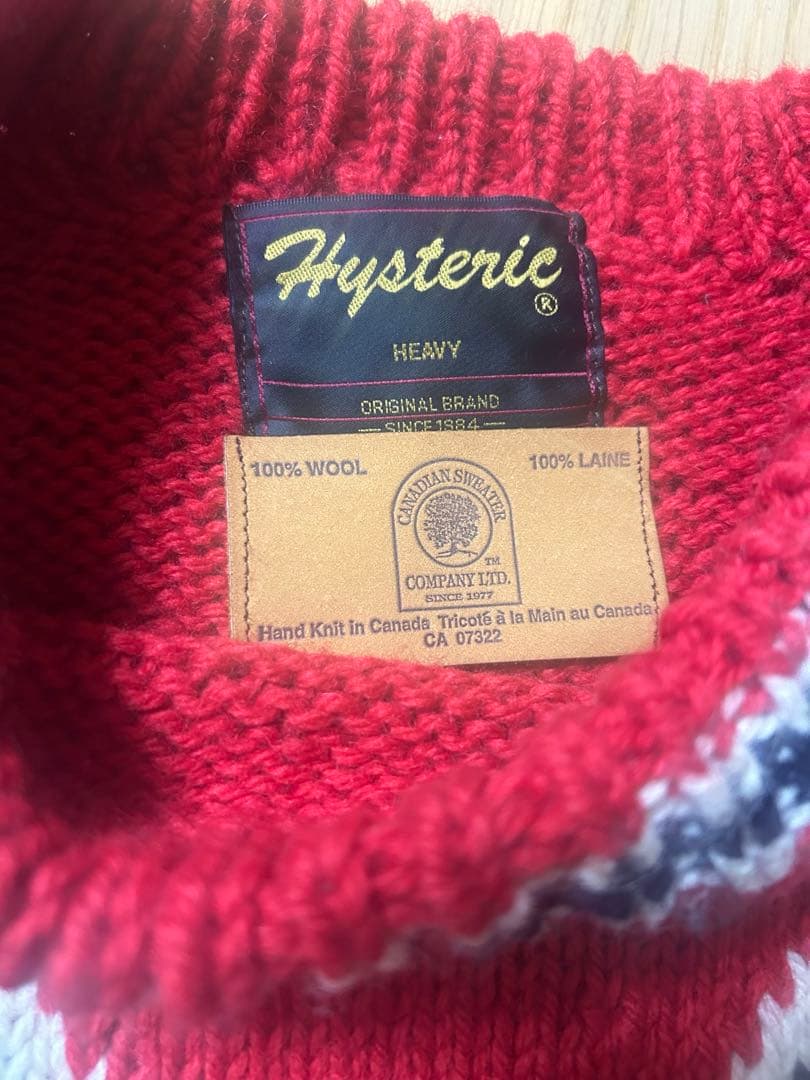 Hysteric
®
HEAVY
ORIGINAL BRAND
— SINCE 1984 —
100% WOOL 100% LAINE
CANADIAN SWEATER
TM
COMPANY LTD.
SINCE 1977
Hand Knit in Canada Tricoté à la Main au Canada
CA 07322